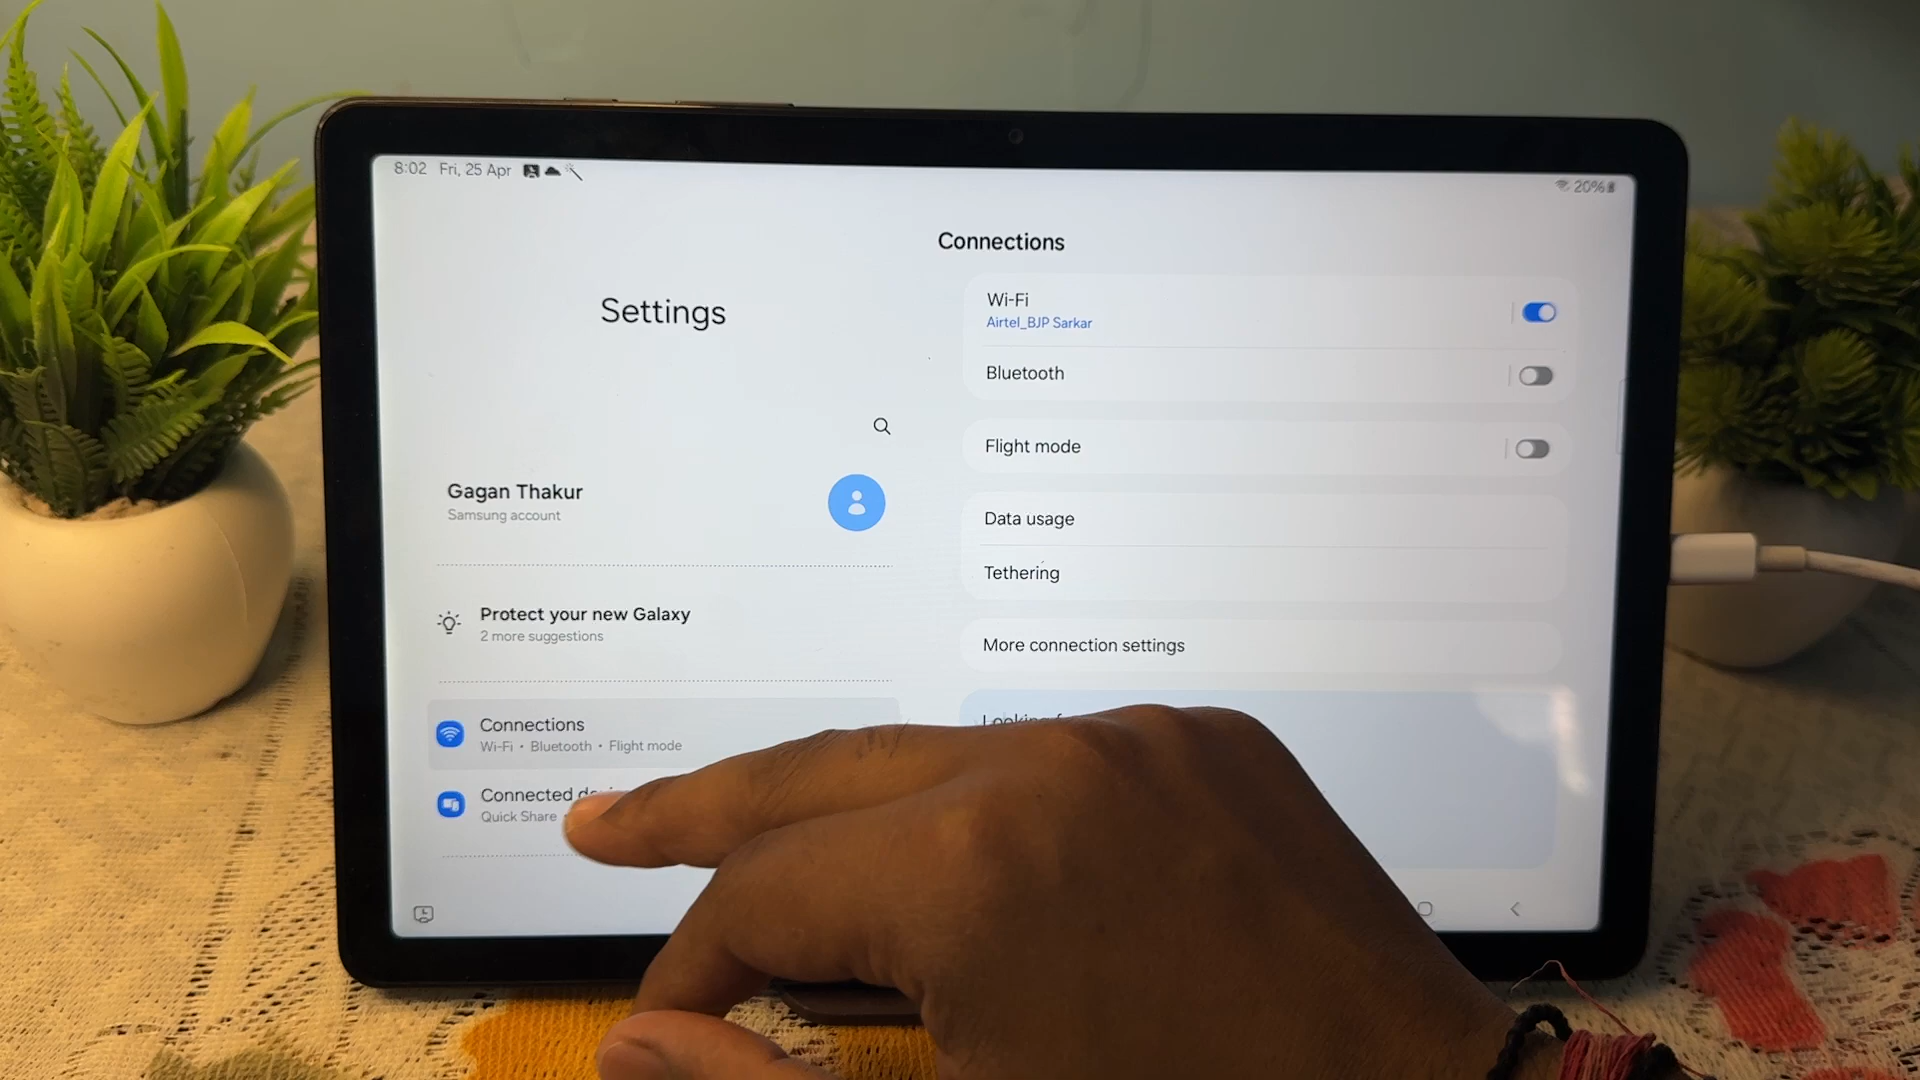 8:02 Fri, 25 Apr
20%
Settings
Gagan Thakur
Samsung account
Protect your new Galaxy
2 more suggestions
Connections
Wi-Fi • Bluetooth • Flight mode
Connected
Quick Share
Connections
Wi-Fi
Airtel_BJP Sarkar
Bluetooth
Flight mode
Data usage
Tethering
More connection settings
Looking